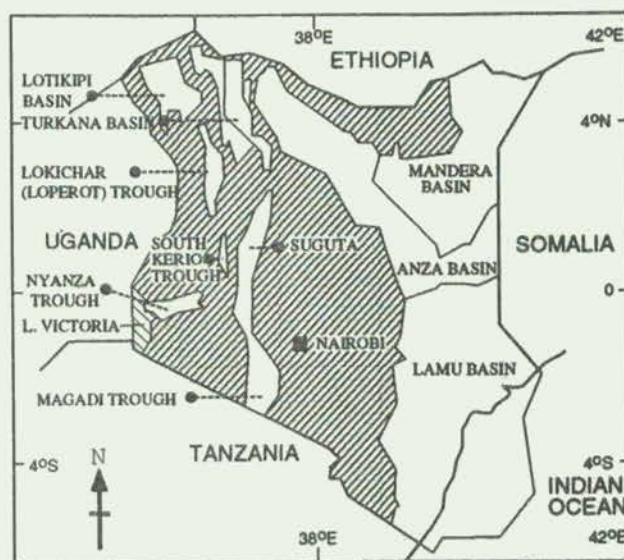 38°E
42°E
ETHIOPIA
LOTIKIPI
BASIN
TURKANA BASIN
4°N
LOKICHAR
(LOPEROT) TROUGH
MANDERA
BASIN
UGANDA
SOUTH
KERIO
TROUGH
SUGUTA
SOMALIA
NYANZA
TROUGH
ANZA BASIN
0
L. VICTORIA
NAIROBI
LAMU BASIN
MAGADI TROUGH
TANZANIA
4°S
N
4°S
INDIAN
OCEAN
38°E
42°E